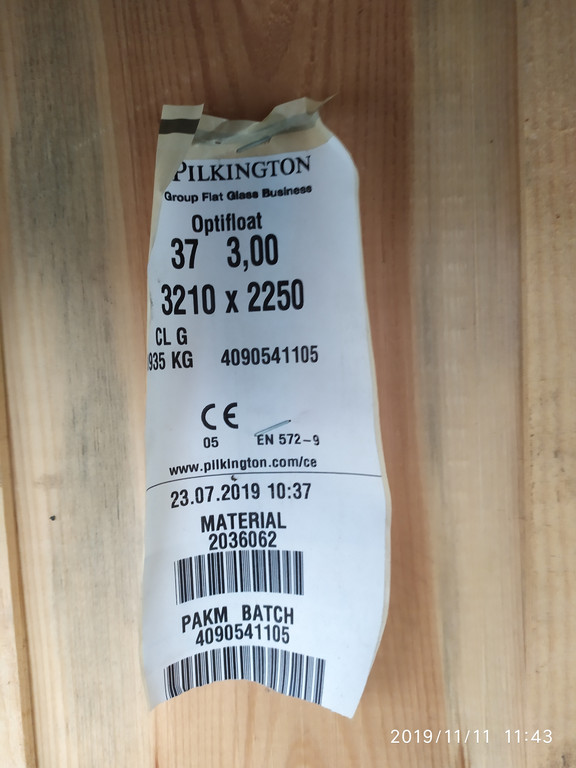 PILKINGTON
Group Flat Glass Business
Optifloat
37 3,00
3210 x 2250
CL G
935 KG 4090541105
CE
05 EN 572-9
www.pilkington.com/ce
23.07.2019 10:37
MATERIAL
2036062
PAKM BATCH
4090541105
2019/11/11 11:43